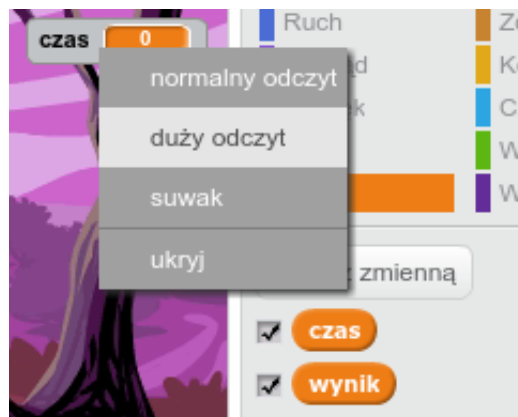 czas 0
Ruch
normalny odczyt
duży odczyt
suwak
ukryj
zmienną
czas
wynik